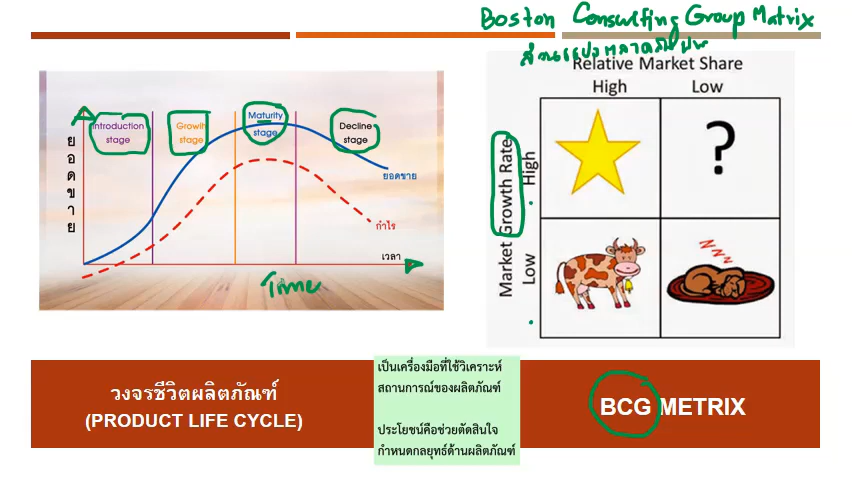 Boston Consulting Group Matrix
Relative Market Share
High
Low
Introduction
stage
Growth
stage
Maturity
stage
Decline
stage
ยอดขาย
ยอดขาย
กำไร
เวลา
Time
Market Growth Rate
High
Low
?
NNN
วงจรชีวิตผลิตภัณฑ์
(PRODUCT LIFE CYCLE)
เป็นเครื่องมือที่ใช้วิเคราะห์
สถานการณ์ของผลิตภัณฑ์
ประโยชน์คือช่วยตัดสินใจ
กำหนดกลยุทธ์ด้านผลิตภัณฑ์
BCG METRIX